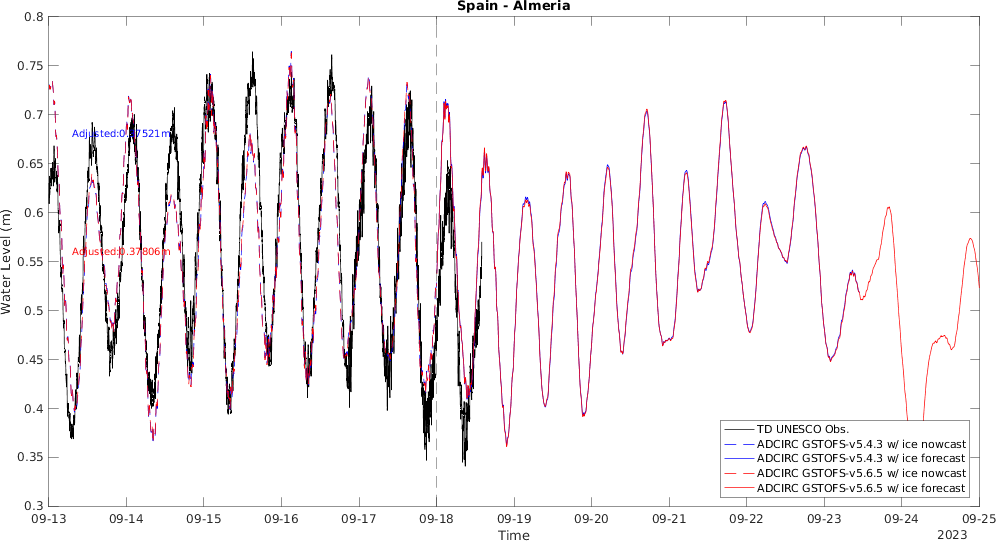 Spain - Almeria
Water Level (m)
0.8
0.75
0.7
0.65
0.6
0.55
0.5
0.45
0.4
0.35
0.3
Adjusted:0.37521m
Adjusted:0.37806m
TD UNESCO Obs.
ADCIRC GSTOFS-v5.4.3 w/ ice nowcast
ADCIRC GSTOFS-v5.4.3 w/ ice forecast
ADCIRC GSTOFS-v5.6.5 w/ ice nowcast
ADCIRC GSTOFS-v5.6.5 w/ ice forecast
09-13 09-14 09-15 09-16 09-17 09-18 09-19 09-20 09-21 09-22 09-23 09-24 09-25
Time
2023